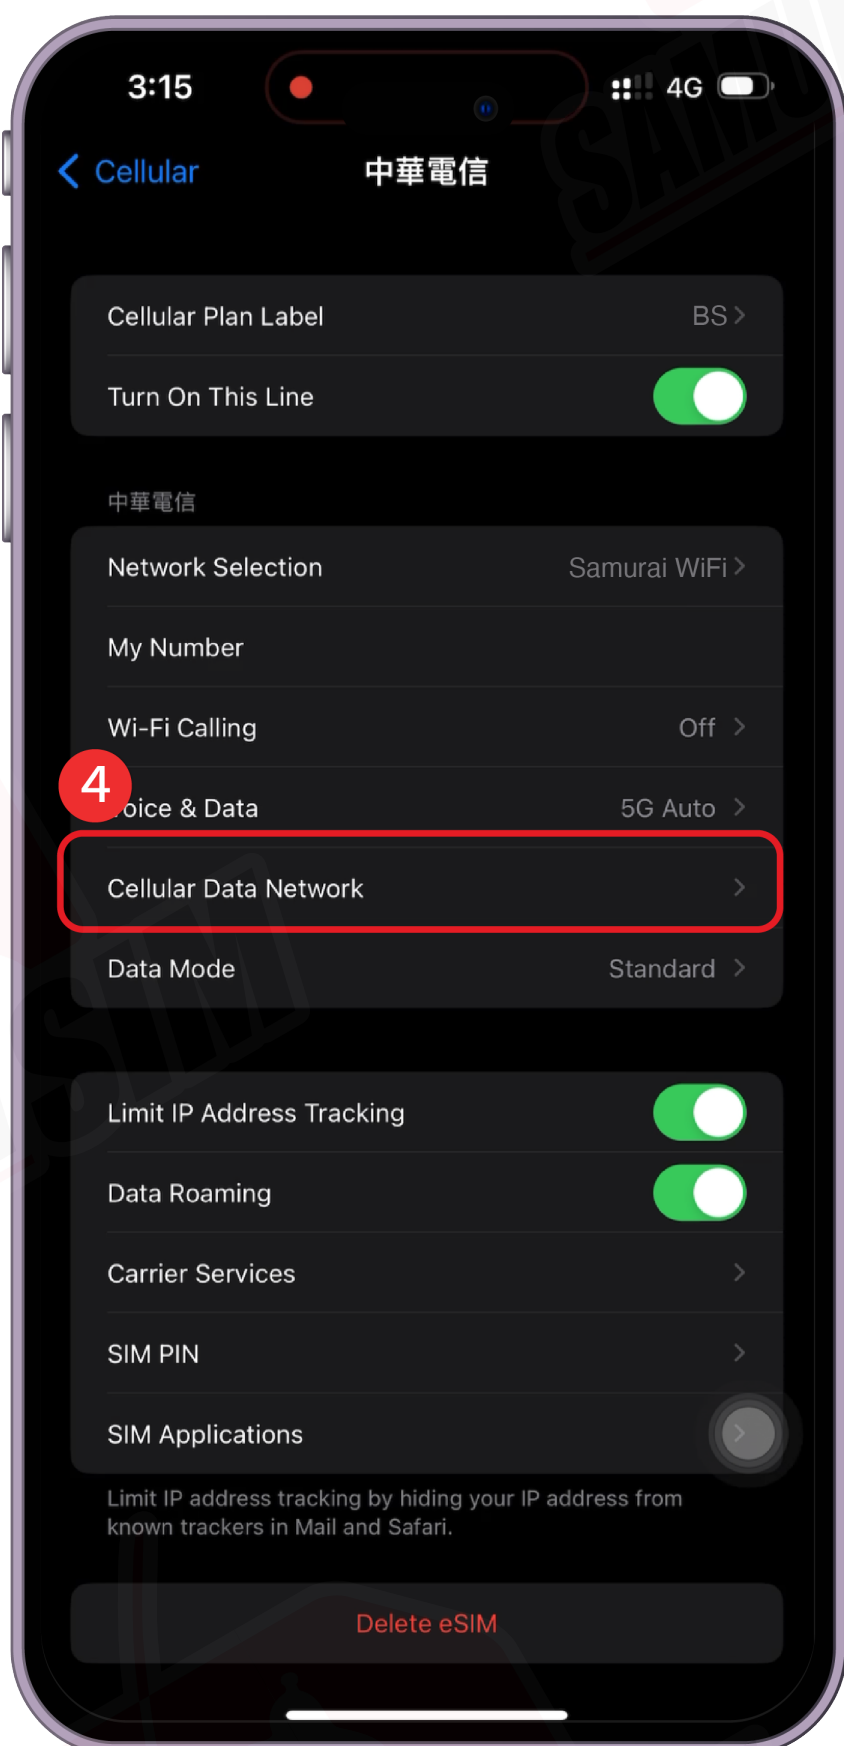 3:15 4G
Cellular 中華電信
Cellular Plan Label BS
Turn On This Line
中華電信
Network Selection Samurai WiFi
My Number
Wi-Fi Calling Off
4
oice & Data 5G Auto
Cellular Data Network
Data Mode Standard
Limit IP Address Tracking
Data Roaming
Carrier Services
SIM PIN
SIM Applications
Limit IP address tracking by hiding your IP address from
known trackers in Mail and Safari.
Delete eSIM